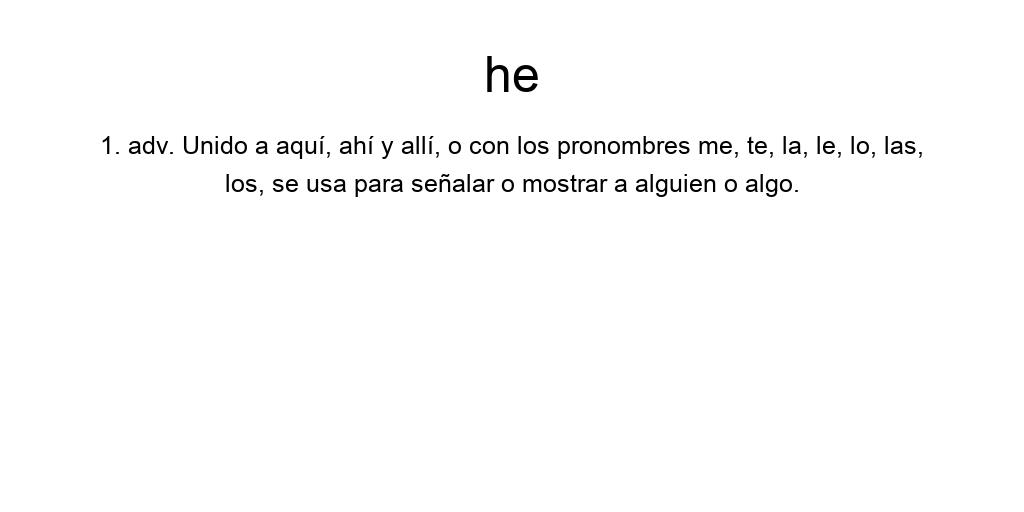 he
1. adv. Unido a aquí, ahí y allí, o con los pronombres me, te, la, le, lo, las,
los, se usa para señalar o mostrar a alguien o algo.